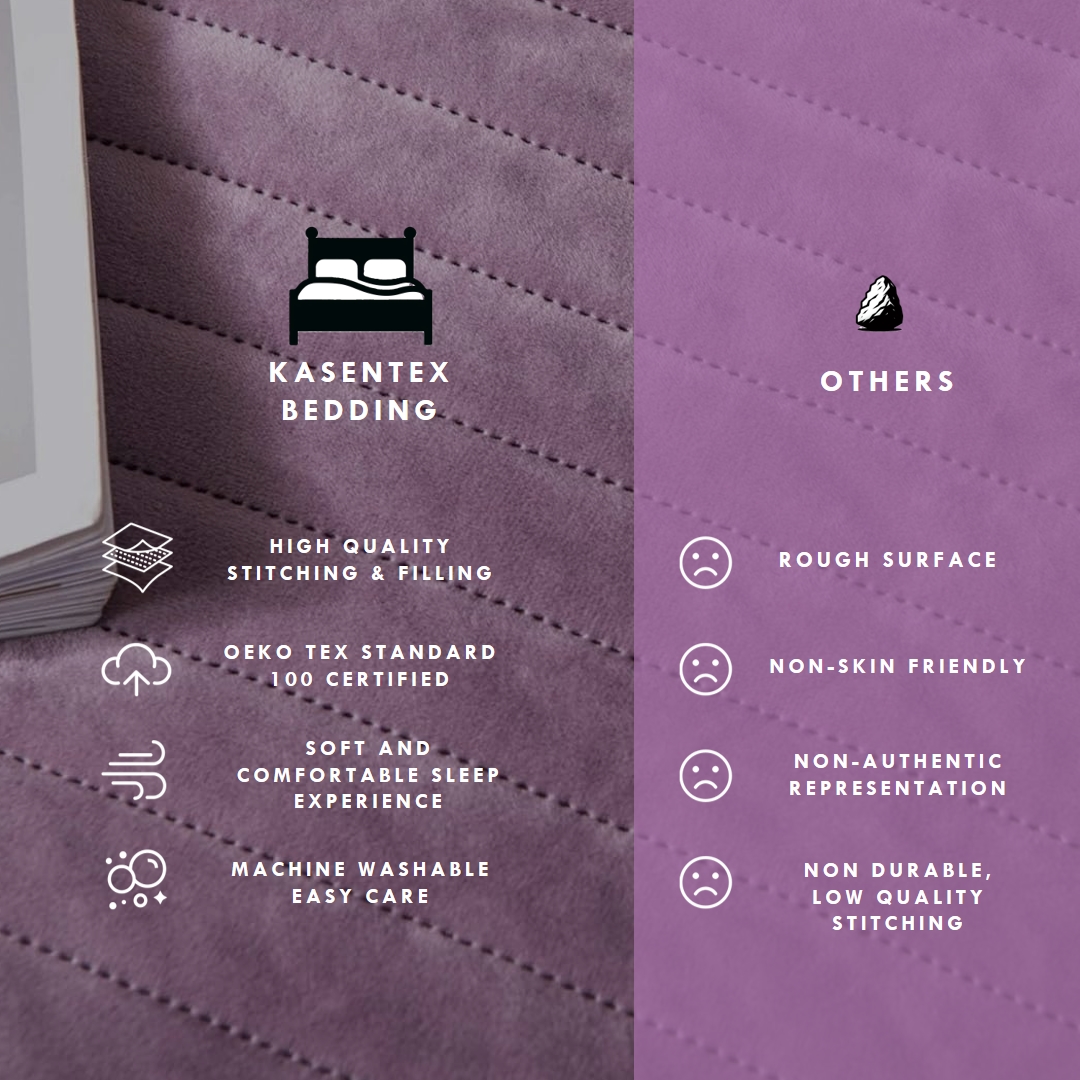 KASENTEX
BEDDING
HIGH QUALITY
STITCHING & FILLING
OEKO TEX STANDARD
100 CERTIFIED
SOFT AND
COMFORTABLE SLEEP
EXPERIENCE
MACHINE WASHABLE
EASY CARE
OTHERS
ROUGH SURFACE
NON-SKIN FRIENDLY
NON-AUTHENTIC
REPRESENTATION
NON DURABLE,
LOW QUALITY
STITCHING